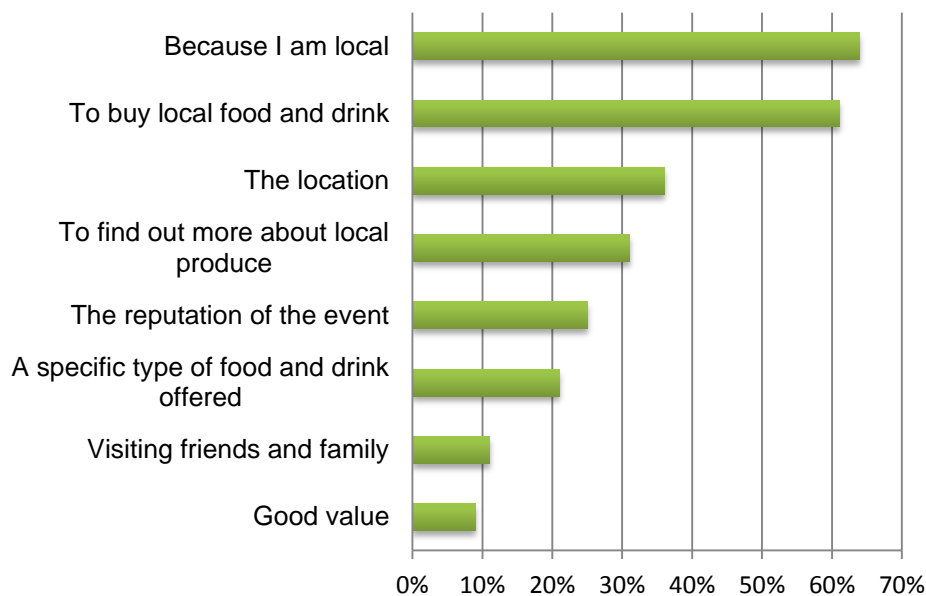 Because I am local
To buy local food and drink
The location
To find out more about local
produce
The reputation of the event
A specific type of food and drink
offered
Visiting friends and family
Good value
0% 10% 20% 30% 40% 50% 60% 70%